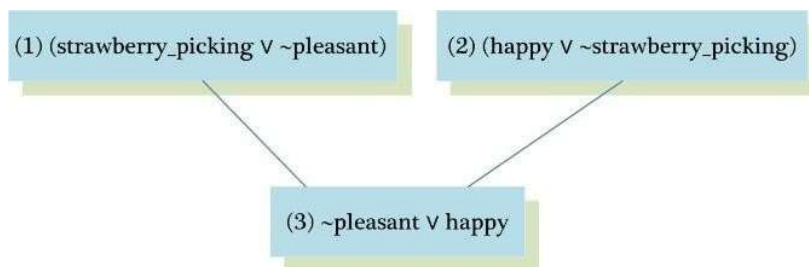 (1) (strawberry_picking V ~pleasant)
(2) (happy V ~strawberry_picking)
(3) ~pleasant V happy